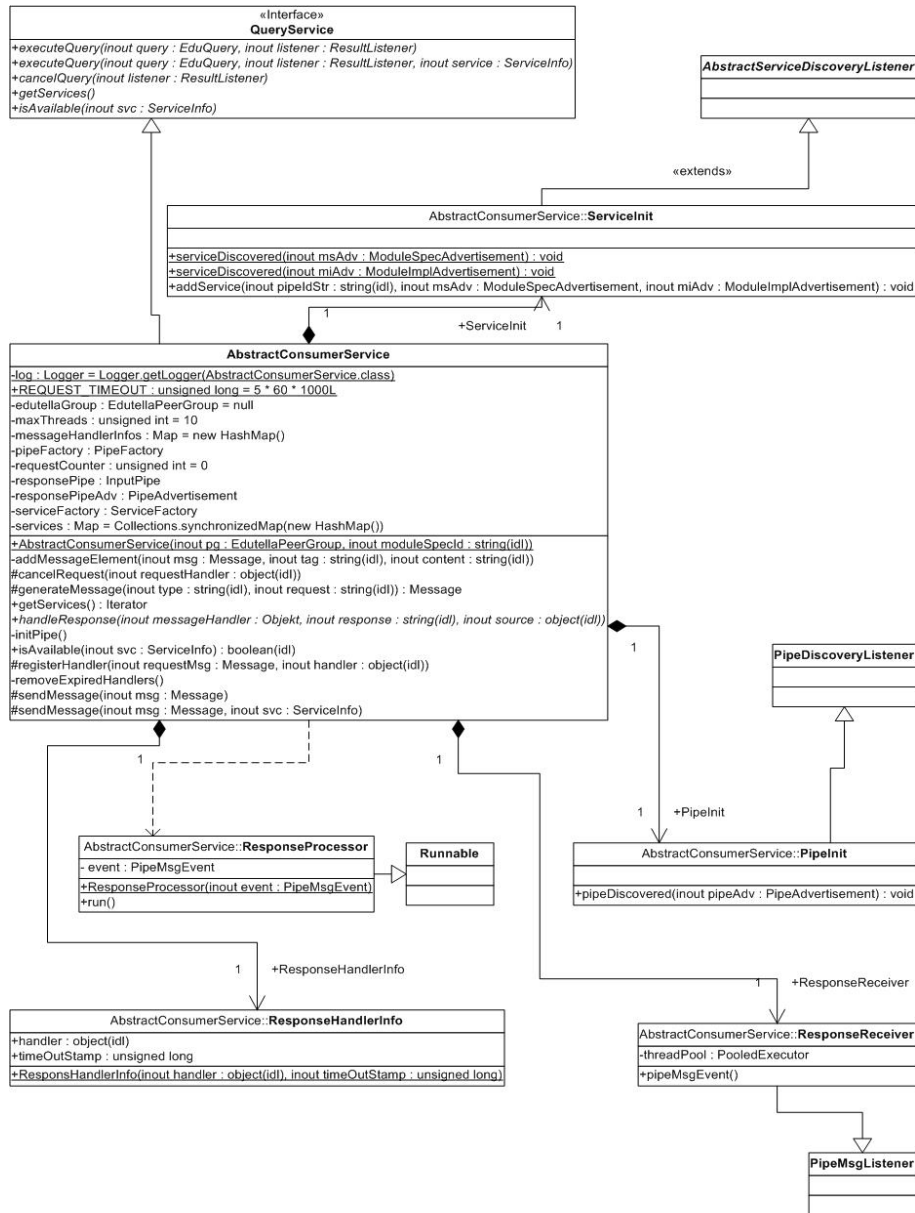 «Interface»
QueryService
+executeQuery(inout query : EduQuery, inout listener : ResultListener)
+executeQuery(inout query : EduQuery, inout listener : ResultListener, inout service : ServiceInfo)
+cancelQuery(inout listener : ResultListener)
+getServices()
+isAvailable(inout svc : ServiceInfo)
AbstractServiceDiscoveryListener
«extends»
AbstractConsumerService::ServiceInit
+serviceDiscovered(inout msAdv : ModuleSpecAdvertisement) : void
+serviceDiscovered(inout miAdv : ModuleImplAdvertisement) : void
+addService(inout pipeIdStr : string(idl), inout msAdv : ModuleSpecAdvertisement, inout miAdv : ModuleImplAdvertisement) : void
1
+ServiceInit
1
AbstractConsumerService
-log : Logger = Logger.getLogger(AbstractConsumerService.class)
+REQUEST_TIMEOUT : unsigned long = 5 * 60 * 1000L
-edutellaGroup : EdutellaPeerGroup = null
-maxThreads : unsigned int = 10
-messageHandlerInfos : Map = new HashMap()
-pipeFactory : PipeFactory
-requestCounter : unsigned int = 0
-responsePipe : InputPipe
-responsePipeAdv : PipeAdvertisement
-serviceFactory : ServiceFactory
-services : Map = Collections.synchronizedMap(new HashMap())
+AbstractConsumerService(inout pg : EdutellaPeerGroup, inout moduleSpecId : string(idl))
-addMessageElement(inout msg : Message, inout tag : string(idl), inout content : string(idl))
#cancelRequest(inout requestHandler : object(idl))
#generateMessage(inout type : string(idl), inout request : string(idl)) : Message
+getServices() : Iterator
+handleResponse(inout messageHandler : Objekt, inout response : string(idl), inout source : object(idl))
-initPipe()
+isAvailable(inout svc : ServiceInfo) : boolean(idl)
#registerHandler(inout requestMsg : Message, inout handler : object(idl))
-removeExpiredHandlers()
#sendMessage(inout msg : Message)
#sendMessage(inout msg : Message, inout svc : ServiceInfo)
1
PipeDiscoveryListener
1
1
1
+PipeInit
AbstractConsumerService::ResponseProcessor
- event : PipeMsgEvent
+ResponseProcessor(inout event : PipeMsgEvent)
+run()
Runnable
AbstractConsumerService::PipeInit
+pipeDiscovered(inout pipeAdv : PipeAdvertisement) : void
1
+ResponseHandlerInfo
1
+ResponseReceiver
AbstractConsumerService::ResponseHandlerInfo
+handler : object(idl)
+timeOutStamp : unsigned long
+ResponsHandlerInfo(inout handler : object(idl), inout timeOutStamp : unsigned long)
AbstractConsumerService::ResponseReceiver
-threadPool : PooledExecutor
+pipeMsgEvent()
PipeMsgListener